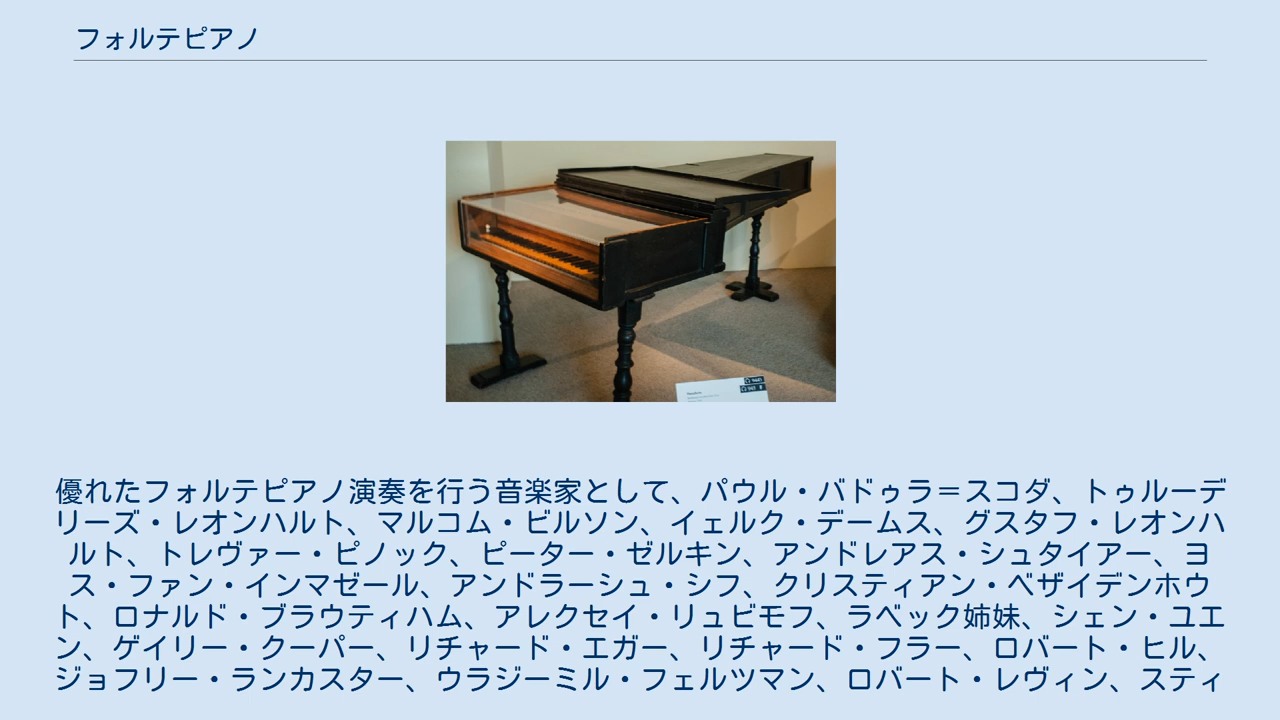 フォルテピアノ
優れたフォルテピアノ演奏を行う音楽家として、パウル・バドゥラ＝スコダ、トゥルーデ
リーズ・レオンハルト、マルコム・ビルソン、イェルク・デームス、グスタフ・レオンハ
ルト、トレヴァー・ピノック、ピーター・ゼルキン、アンドレアス・シュタイアー、ヨ
ス・ファン・インマゼール、アンドラーシュ・シフ、クリスティアン・ベザイデンホウ
ト、ロナルド・ブラウティハム、アレクセイ・リュビモフ、ラベック姉妹、シェン・ユエ
ン、ゲイリー・クーパー、リチャード・エガー、リチャード・フラー、ロバート・ヒル、
ジョフリー・ランカスター、ウラジーミル・フェルツマン、ロバート・レヴィン、スティ